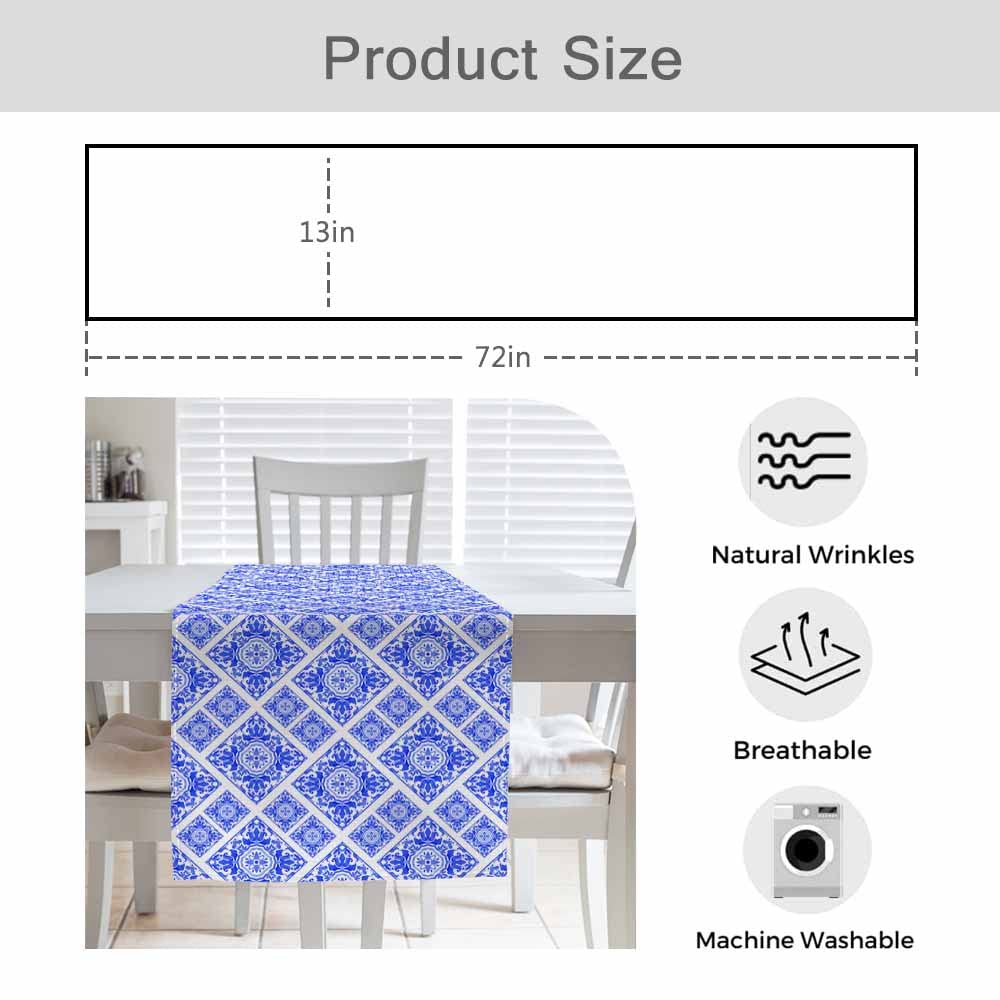 Product Size
13in
72in
Natural Wrinkles
Breathable
Machine Washable